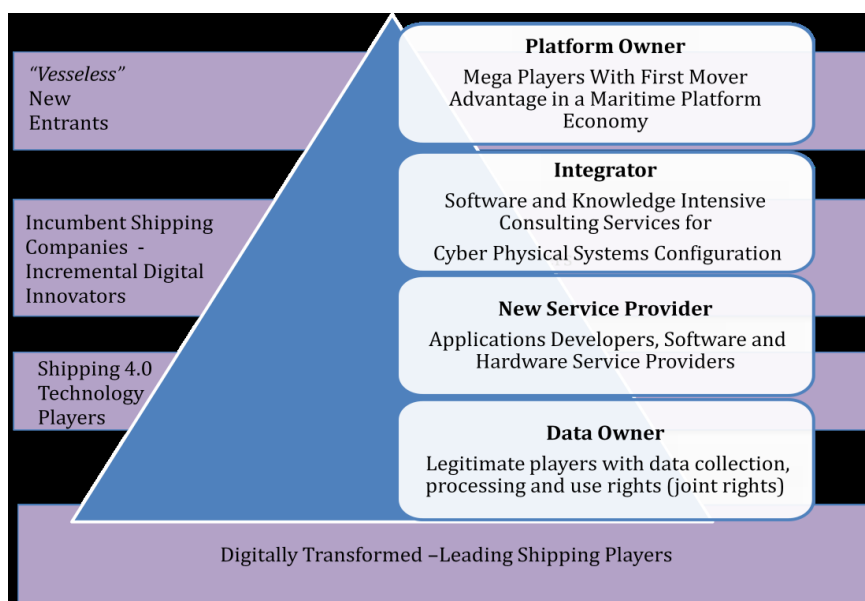 "Vesseless"
New
Entrants
Platform Owner
Mega Players With First Mover
Advantage in a Maritime Platform
Economy
Incumbent Shipping
Companies -
Incremental Digital
Innovators
Integrator
Software and Knowledge Intensive
Consulting Services for
Cyber Physical Systems Configuration
Shipping 4.0
Technology
Players
New Service Provider
Applications Developers, Software and
Hardware Service Providers
Data Owner
Legitimate players with data collection,
processing and use rights (joint rights)
Digitally Transformed –Leading Shipping Players